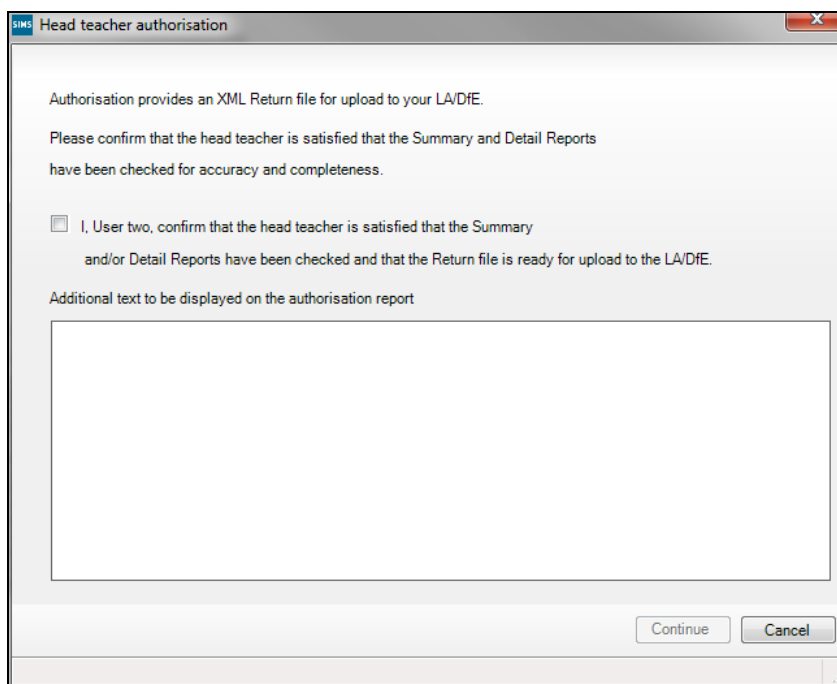 SIMS Head teacher authorisation
Authorisation provides an XML Return file for upload to your LA/DfE.
Please confirm that the head teacher is satisfied that the Summary and Detail Reports
have been checked for accuracy and completeness.
I, User two, confirm that the head teacher is satisfied that the Summary
and/or Detail Reports have been checked and that the Return file is ready for upload to the LA/DfE.
Additional text to be displayed on the authorisation report
Continue Cancel